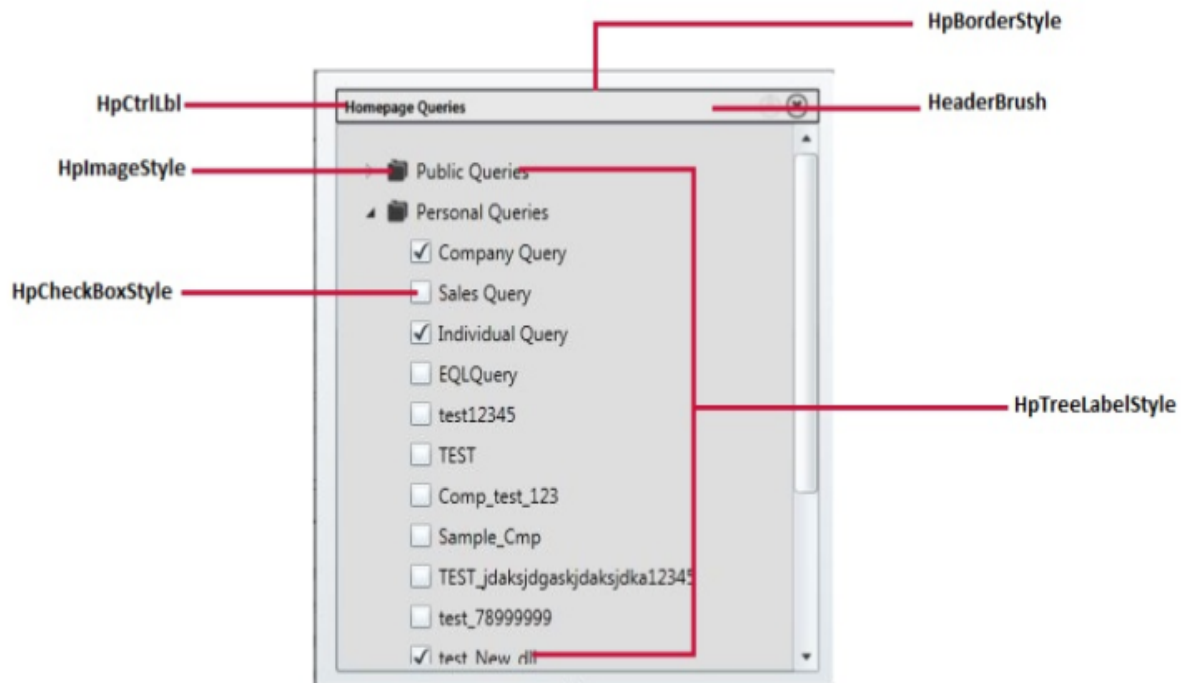 HpBorderStyle
HpCtrlLbl
Homepage Queries
HeaderBrush
HpImageStyle
Public Queries
Personal Queries
Company Query
HpCheckBoxStyle
Sales Query
Individual Query
EQLQuery
test12345
HpTreeLabelStyle
TEST
Comp_test_123
Sample_Cmp
TEST_jdaksjdgaskjdaksjdka12345
test_78999999
test_New_dll